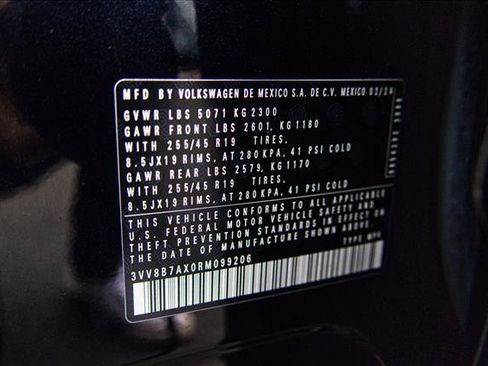 MFD BY VOLKSWAGEN DE MEXICO S.A. DE C.V. MEXICO 02/24
GVWR LBS 5071 KG 2300
GAWR FRONT LBS 2601, KG 1180
WITH 255/45 R19 TIRES,
8.5JX19 RIMS, AT 280 KPA, 41 PSI COLD
GAWR REAR LBS 2579, KG 1170
WITH 255/45 R19 TIRES,
8.5JX19 RIMS, AT 280 KPA, 41 PSI COLD
THIS VEHICLE CONFORMS TO ALL APPLICABLE
U.S. FEDERAL MOTOR VEHICLE SAFETY AND
THEFT PREVENTION STANDARDS IN EFFECT ON
THE DATE OF MANUFACTURE SHOWN ABOVE.
3VV8B7AX0RM099206 TYPE MPV